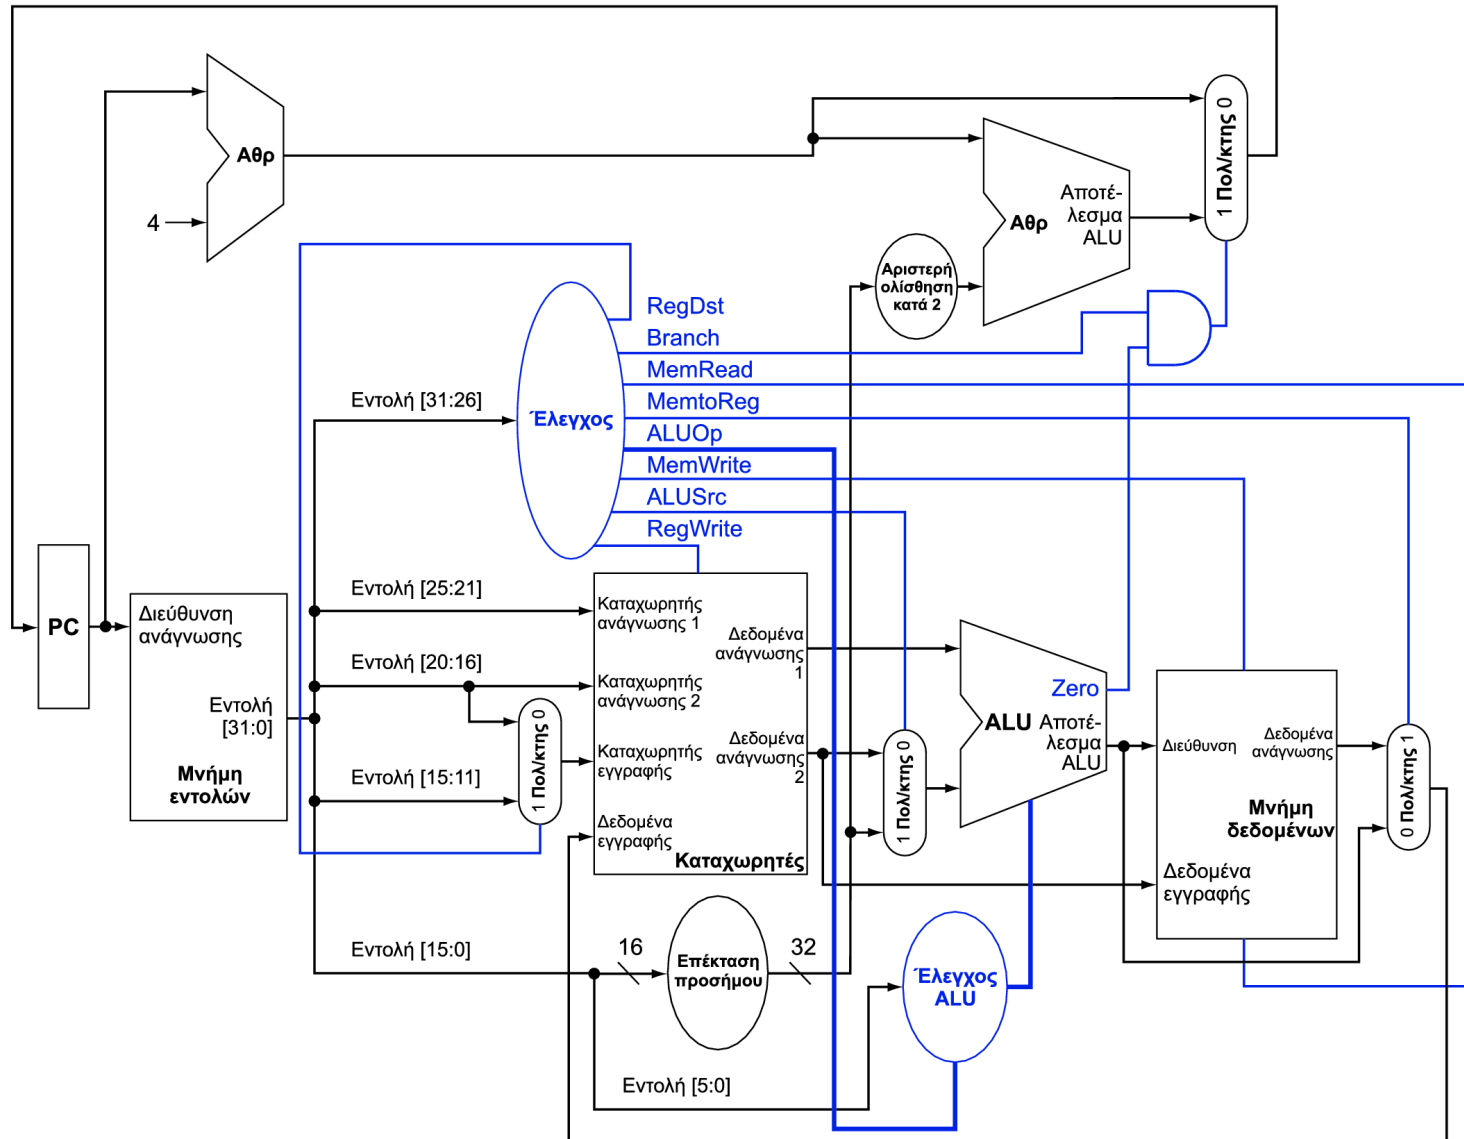 Αθρ
4
Αθρ
Αποτέ-
λεσμα
ALU
1 Πολ/κτης 0
Αριστερή
ολίσθηση
κατά 2
RegDst
Branch
MemRead
MemtoReg
ALUOp
MemWrite
ALUSrc
RegWrite
Έλεγχος
Εντολή [31:26]
Εντολή [25:21]
Εντολή [20:16]
Εντολή [15:11]
Εντολή [15:0]
PC
Διεύθυνση
ανάγνωσης
Εντολή
[31:0]
Μνήμη
εντολών
1 Πολ/κτης 0
Καταχωρητής
ανάγνωσης 1
Καταχωρητής
ανάγνωσης 2
Καταχωρητής
εγγραφής
Δεδομένα
εγγραφής
Δεδομένα
ανάγνωσης
1
Δεδομένα
ανάγνωσης
2
Καταχωρητές
1 Πολ/κτης 0
Zero
ALU
Αποτέ-
λεσμα
ALU
Διεύθυνση
Δεδομένα
ανάγνωσης
Μνήμη
δεδομένων
Δεδομένα
εγγραφής
0 Πολ/κτης 1
16
Επέκταση
προσήμου
32
Έλεγχος
ALU
Εντολή [5:0]